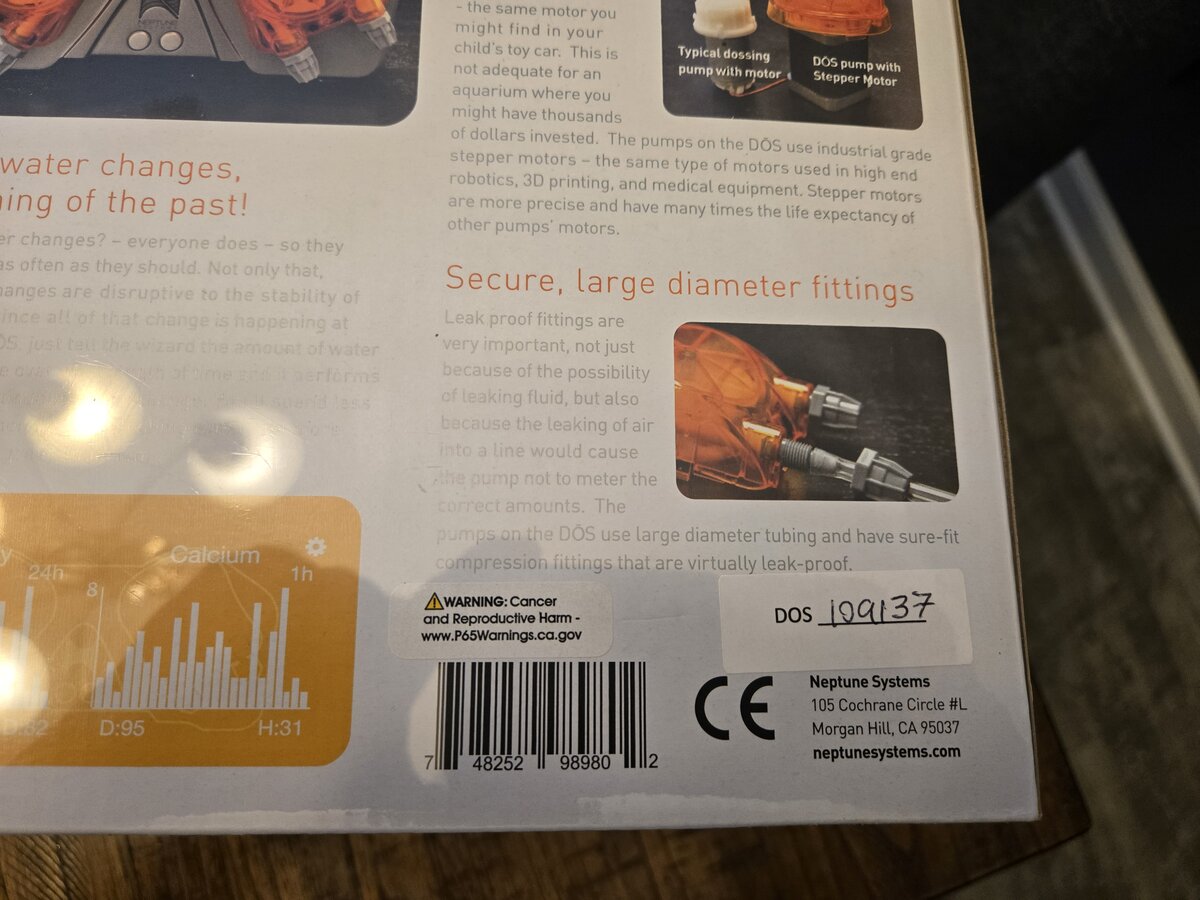 NEPTUNE
water changes,
ing of the past!
er changes? – everyone does – so they
as often as they should. Not only that,
hanges are disruptive to the stability of
ince all of that change is happening at
OS, just tell the wizard the amount of water
of time and it performs
less
24h
Calcium
1h
8
D:95
H:31
- the same motor you
might find in your
child's toy car. This is
not adequate for an
aquarium where you
might have thousands
of dollars invested. The pumps on the DŌS use industrial grade
stepper motors – the same type of motors used in high end
robotics, 3D printing, and medical equipment. Stepper motors
are more precise and have many times the life expectancy of
other pumps' motors.
Typical dossing
pump with motor
DŌS pump with
Stepper Motor
Secure, large diameter fittings
Leak proof fittings are
very important, not just
because of the possibility
of leaking fluid, but also
because the leaking of air
into a line would cause
the pump not to meter the
correct amounts. The
pumps on the DŌS use large diameter tubing and have sure-fit
compression fittings that are virtually leak-proof.
WARNING: Cancer
and Reproductive Harm -
www.P65Warnings.ca.gov
DOS 109137
7 48252 98980 2
CE
Neptune Systems
105 Cochrane Circle #L
Morgan Hill, CA 95037
neptunesystems.com